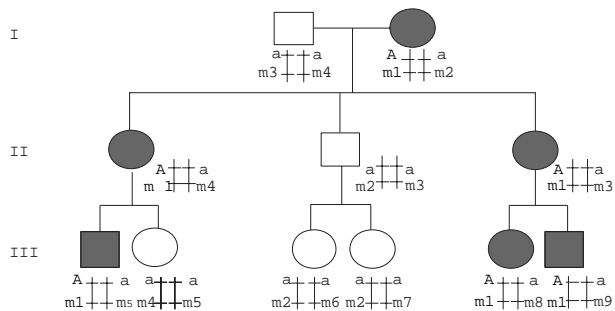 I
a a A a
m3 m4 m1 m2
II
A a a a A a
m 1 m4 m2 m3 m1 m3
III
A a a a a a a a A a A a
m1 m5 m4 m5 m2 m6 m2 m7 m1 m8 m1 m9